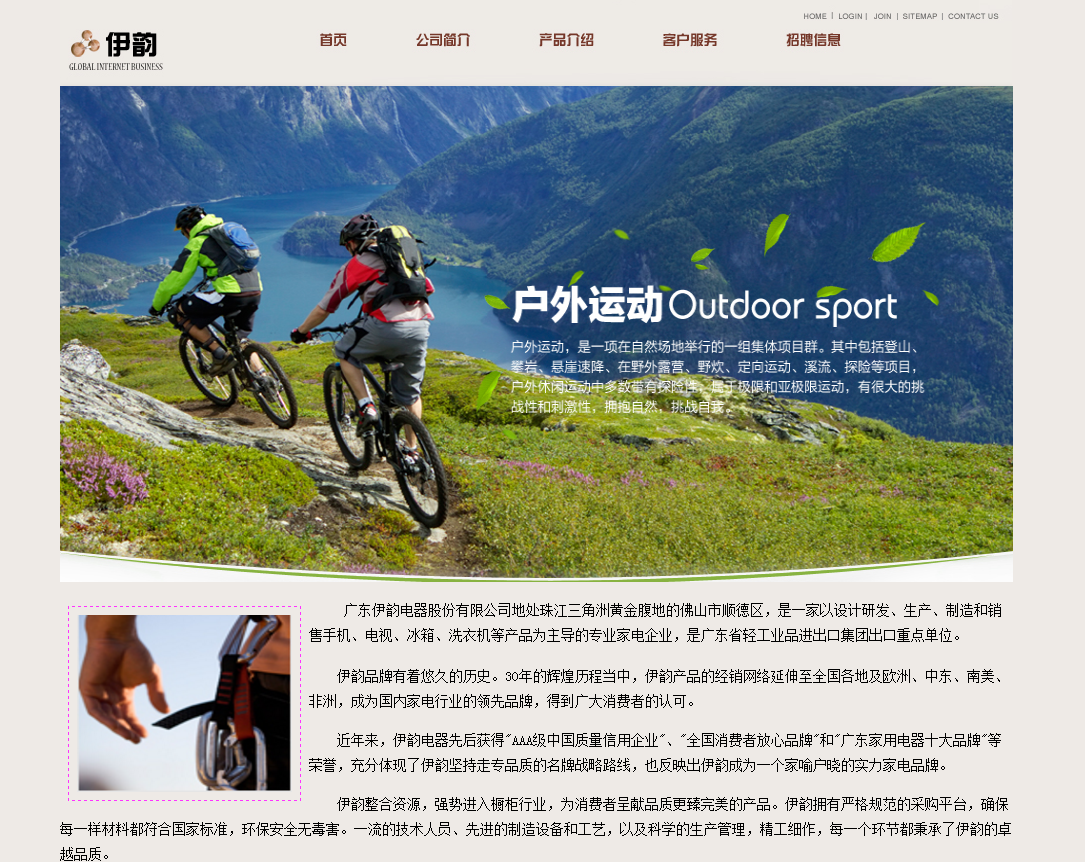 HOME | LOGIN | JOIN | SITEMAP | CONTACT US
伊韵
GLOBAL INTERNET BUSINESS
首页 公司简介 产品介绍 客户服务 招聘信息
户外运动 Outdoor sport
户外运动，是一项在自然场地举行的一组集体项目群。其中包括登山、
攀岩、悬崖速降、在野外露营、野炊、定向运动、溪流、探险等项目，
户外休闲运动中多数带有探险性，属于极限和亚极限运动，有很大的挑
战性和刺激性，拥抱自然，挑战自我。
广东伊韵电器股份有限公司地处珠江三角洲黄金腹地的佛山市顺德区，是一家以设计研发、生产、制造和销
售手机、电视、冰箱、洗衣机等产品为主导的专业家电企业，是广东省轻工业品进出口集团出口重点单位。
伊韵品牌有着悠久的历史。30年的辉煌历程当中，伊韵产品的经销网络延伸至全国各地及欧洲、中东、南美、
非洲，成为国内家电行业的领先品牌，得到广大消费者的认可。
近年来，伊韵电器先后获得"AAA级中国质量信用企业"、"全国消费者放心品牌"和"广东家用电器十大品牌"等
荣誉，充分体现了伊韵坚持走专品质的名牌战略路线，也反映出伊韵成为一个家喻户晓的实力家电品牌。
伊韵整合资源，强势进入橱柜行业，为消费者呈献品质更臻完美的产品。伊韵拥有严格规范的采购平台，确保
每一样材料都符合国家标准，环保安全无毒害。一流的技术人员、先进的制造设备和工艺，以及科学的生产管理，精工细作，每一个环节都秉承了伊韵的卓
越品质。